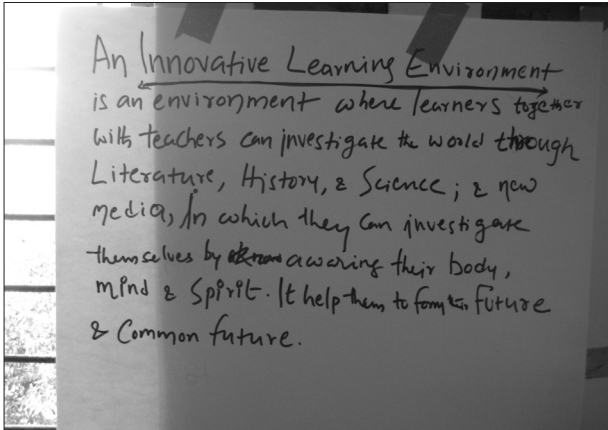 An Innovative Learning Environment
is an environment where learners together
with teachers can investigate the world through
Literature, History, & Science; & new
media, in which they can investigate
themselves by awaring their body,
mind & Spirit. It help them to form their future
& Common future.